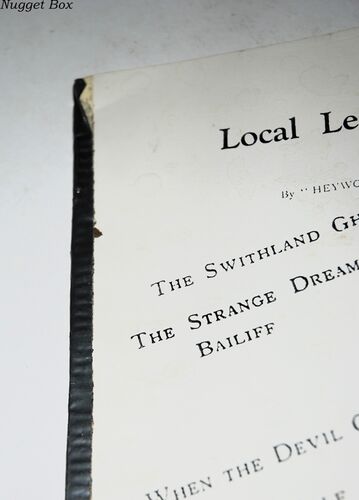 Nugget Box
Local Le
By "HEYWO
THE SWITHLAND GH
THE STRANGE DREAM
BAILIFF
WHEN THE DEVIL